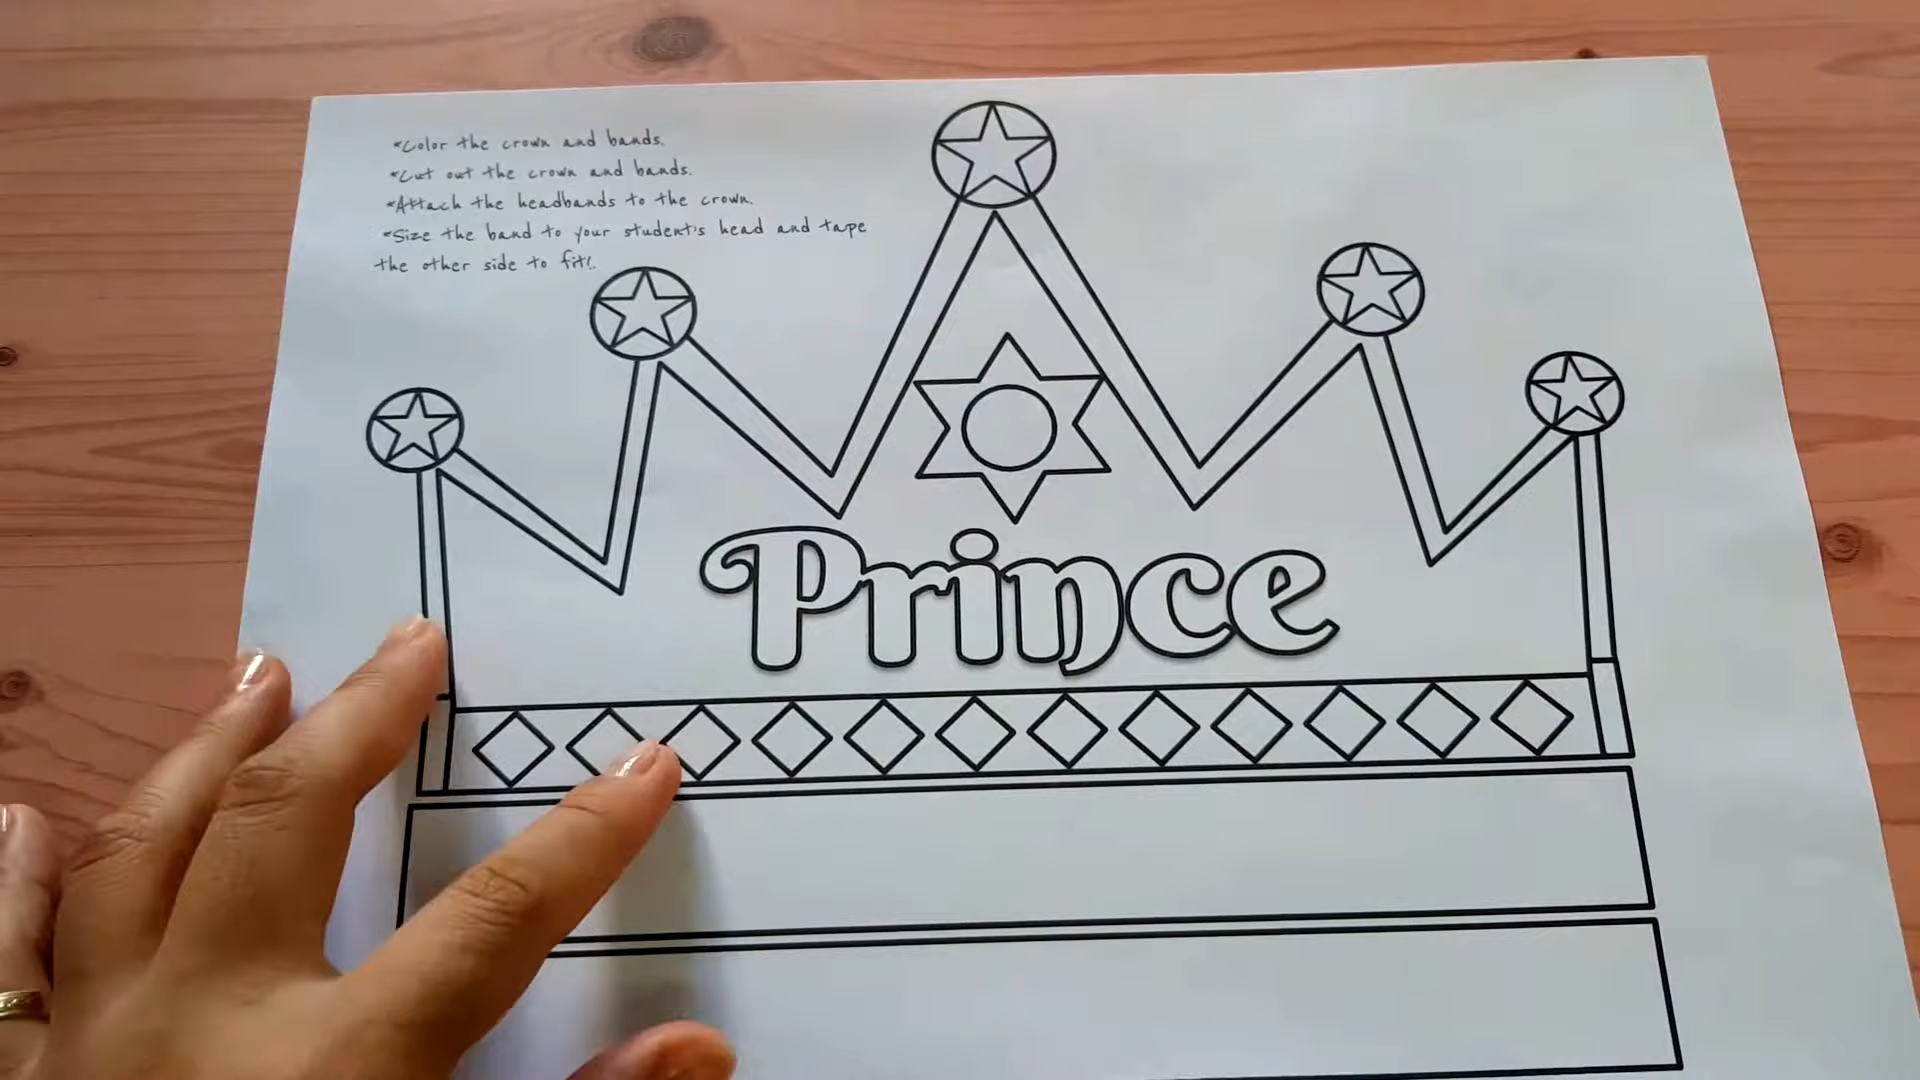 *Color the crown and bands.
*Cut out the crown and bands.
*Attach the headbands to the crown.
*Size the band to your student's head and tape
the other side to fit!.
Prince